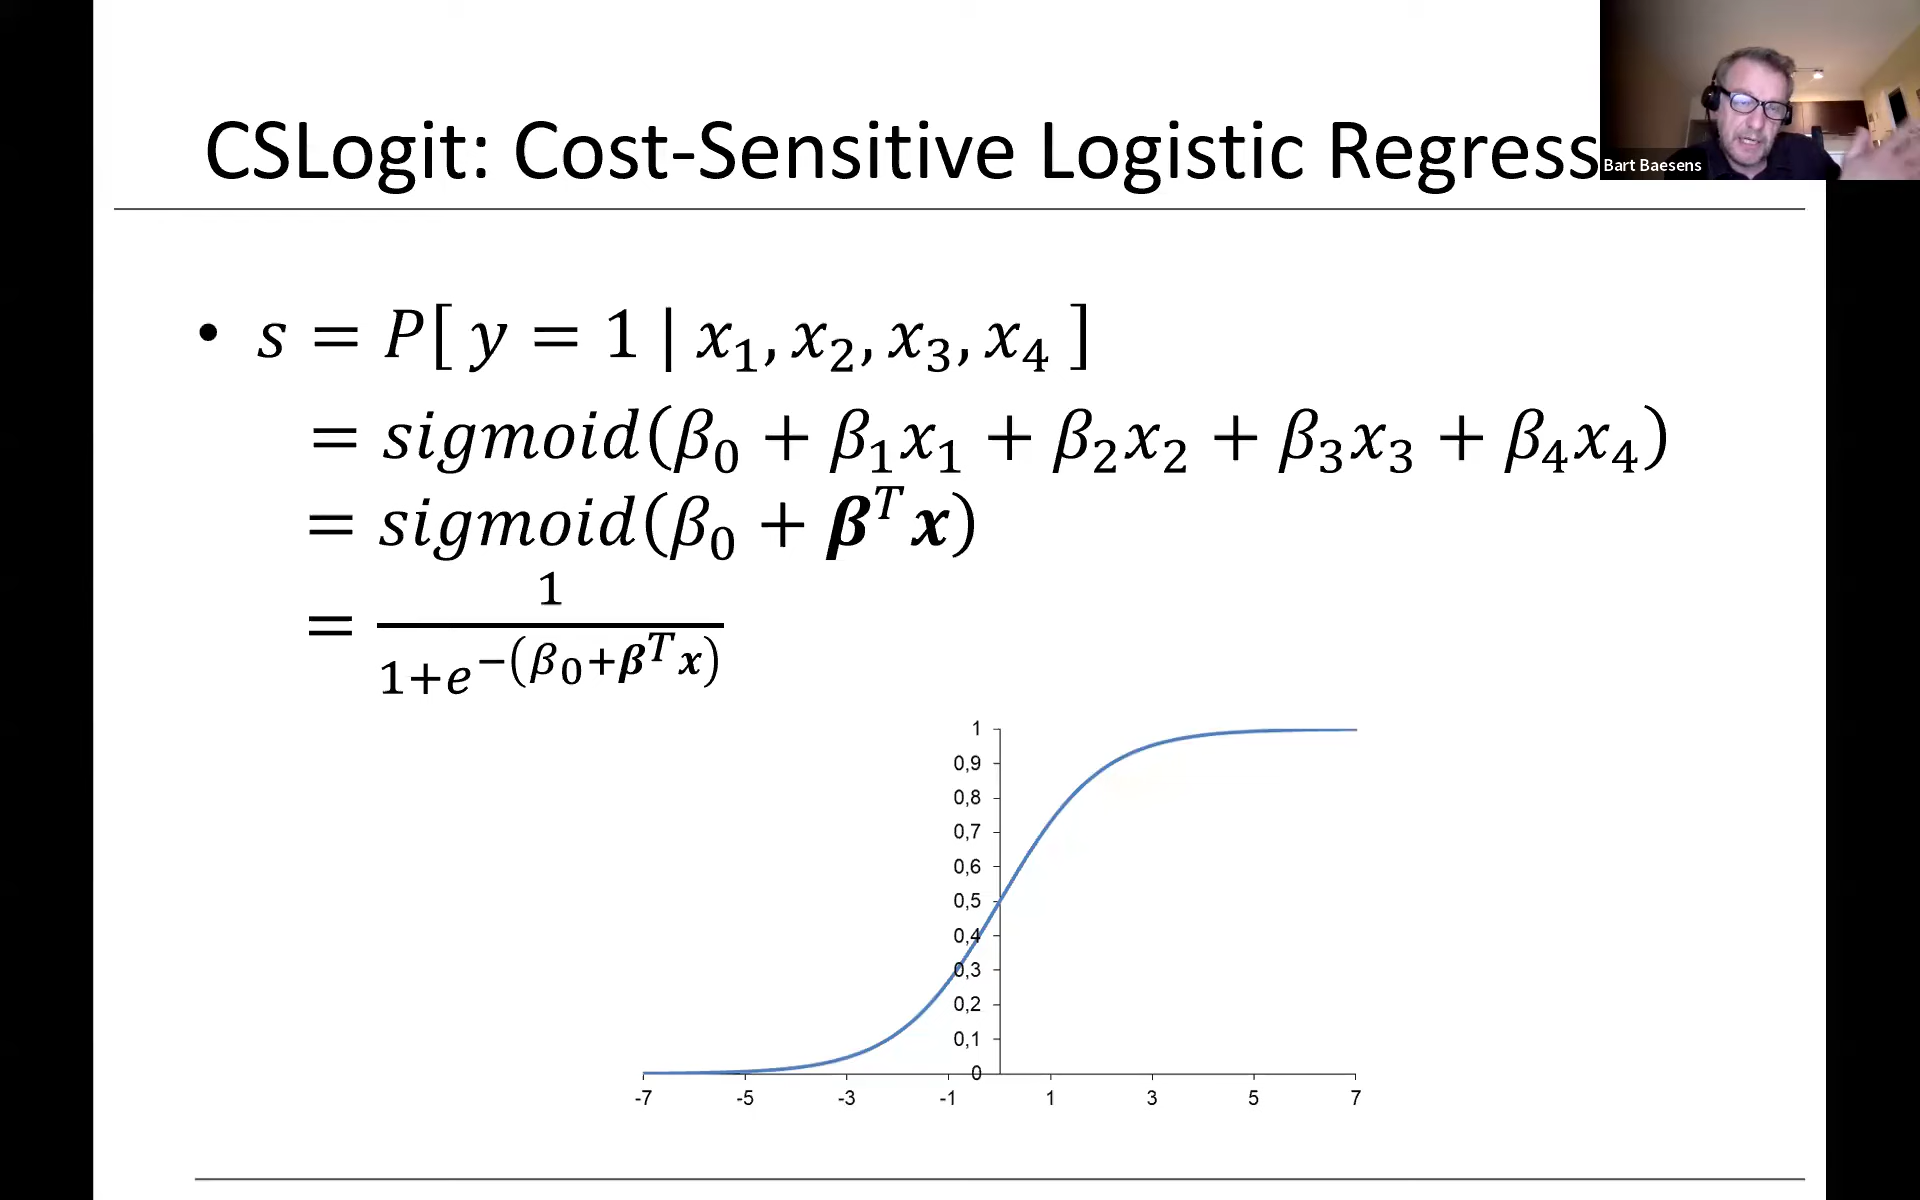 CSLogit: Cost-Sensitive Logistic Regress
Bart Baesens
• s = P[ y = 1 | x₁, x₂, x₃, x₄ ]
= sigmoid(β₀ + β₁x₁ + β₂x₂ + β₃x₃ + β₄x₄)
= sigmoid(β₀ + βᵀx)
= 1 / (1+e^−(β₀+βᵀx))
1
0,9
0,8
0,7
0,6
0,5
0,4
0,3
0,2
0,1
0
-7 -5 -3 -1 1 3 5 7